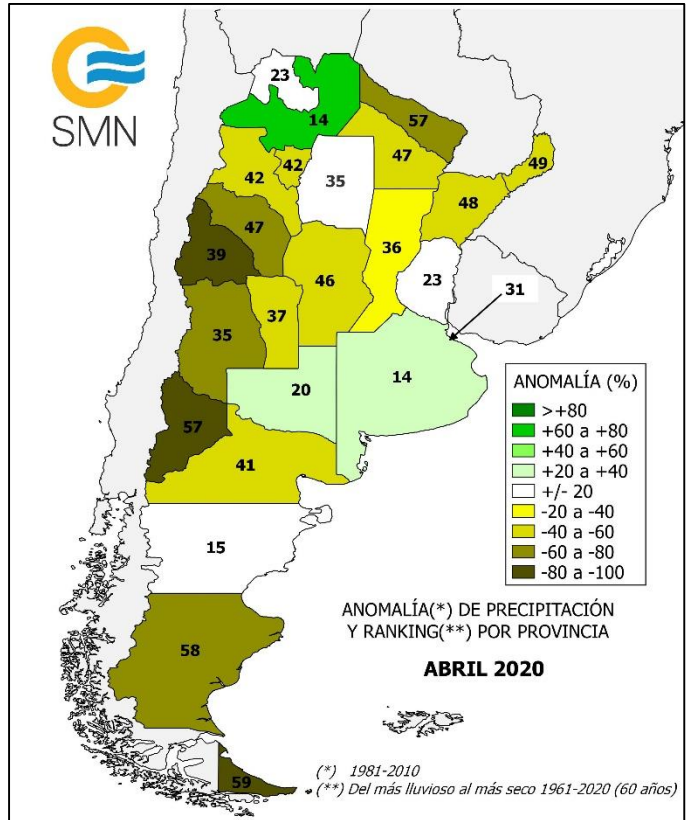 SMN
23
14
57
47
49
42
42
35
48
47
39
36
23
31
46
37
35
20
14
57
41
15
58
59
ANOMALÍA (%)
>+80
+60 a +80
+40 a +60
+20 a +40
+/- 20
-20 a -40
-40 a -60
-60 a -80
-80 a -100
ANOMALÍA(*) DE PRECIPITACIÓN
Y RANKING(**) POR PROVINCIA
ABRIL 2020
(*) 1981-2010
(**) Del más lluvioso al más seco 1961-2020 (60 años)